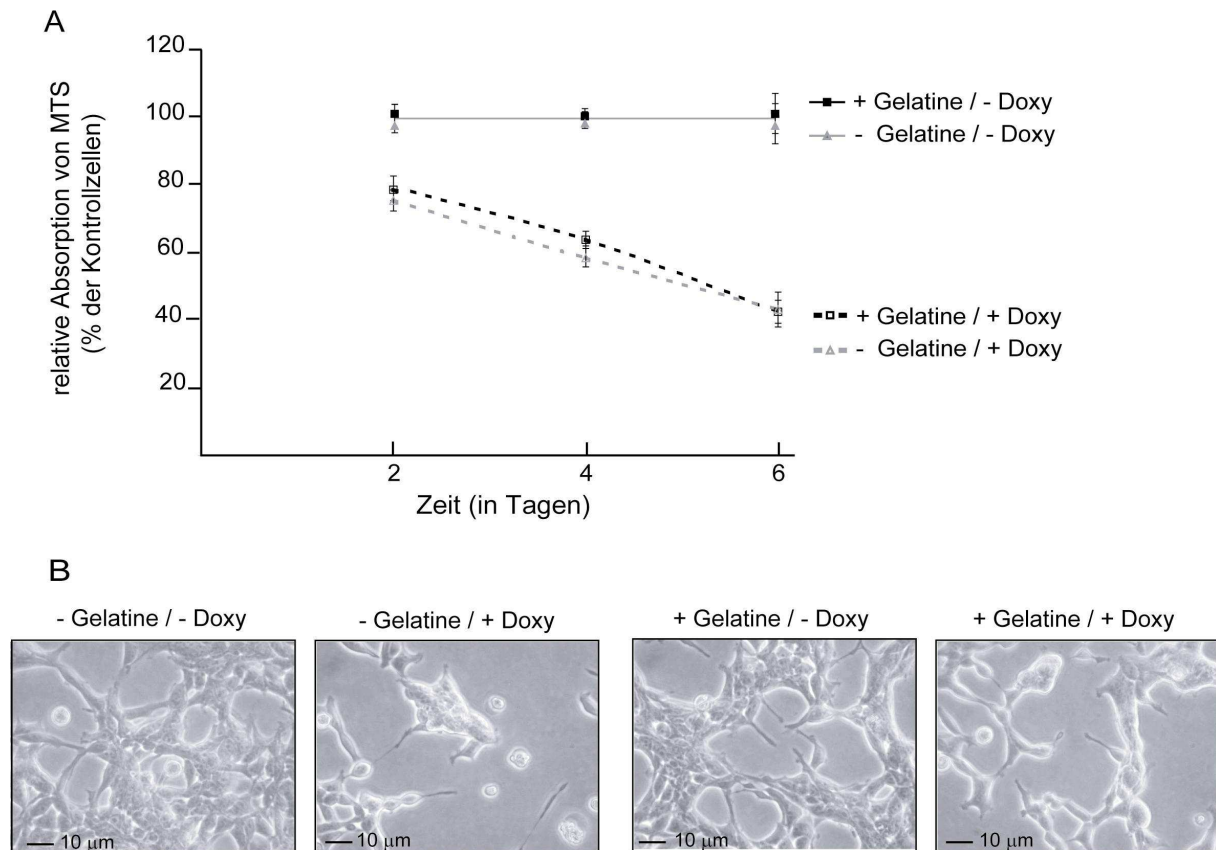 A
relative Absorption von MTS
(% der Kontrollzellen)
120
100
80
60
40
20
2 4 6
Zeit (in Tagen)
+ Gelatine / - Doxy
- Gelatine / - Doxy
+ Gelatine / + Doxy
- Gelatine / + Doxy
B
- Gelatine / - Doxy
- Gelatine / + Doxy
+ Gelatine / - Doxy
+ Gelatine / + Doxy
10 µm
10 µm
10 µm
10 µm